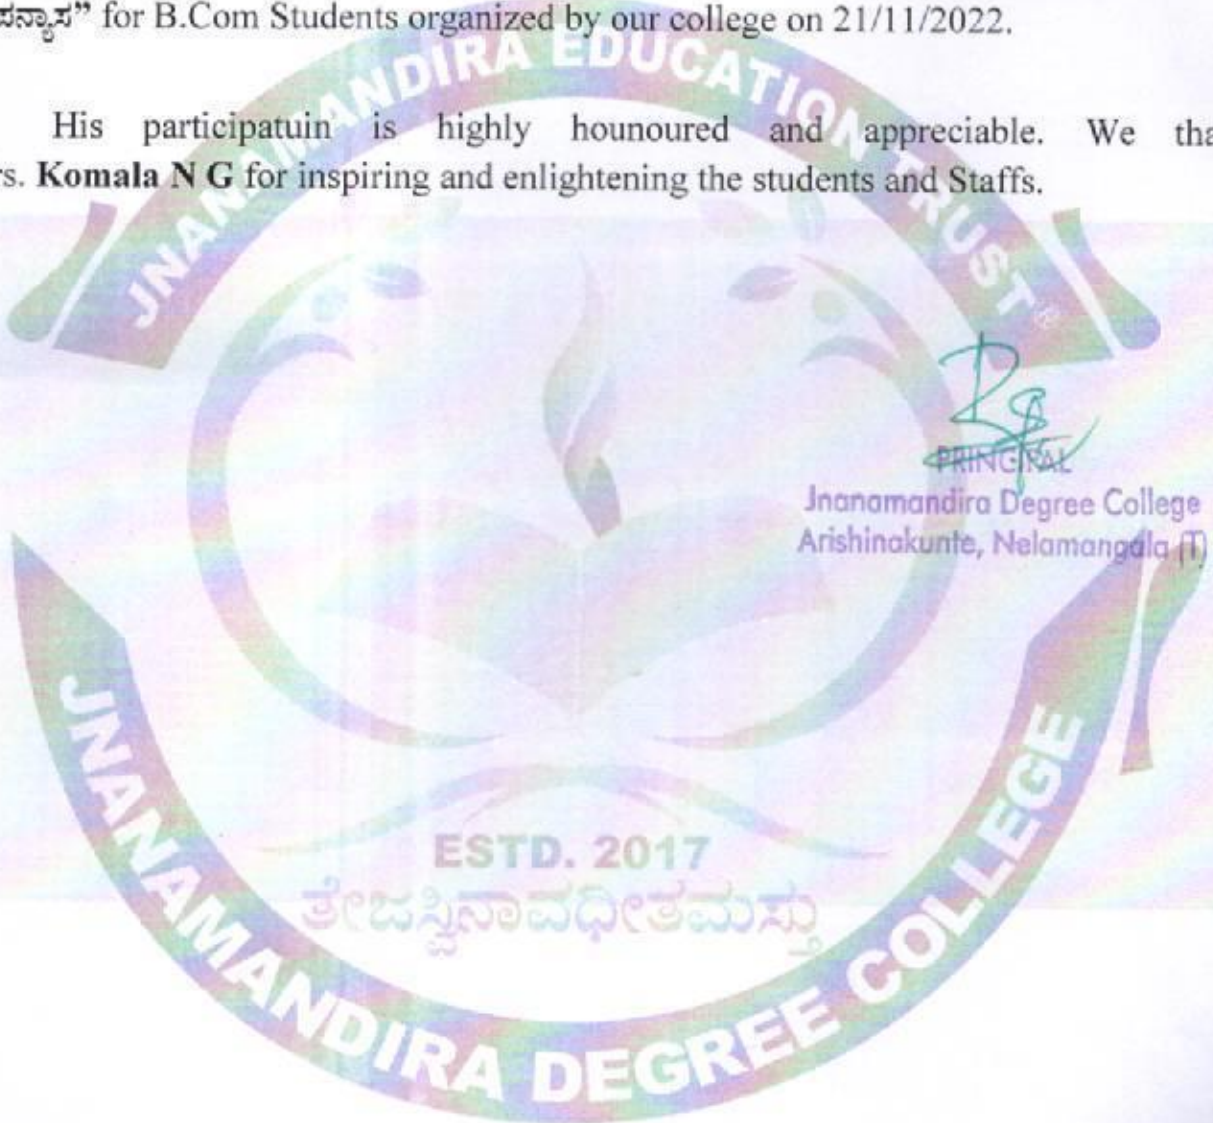 ಪನ್ಯಾಸ” for B.Com Students organized by our college on 21/11/2022.
His participatuin is highly hounoured and appreciable. We tha
rs. Komala N G for inspiring and enlightening the students and Staffs.
JNANAMANDIRA EDUCATION TRUST®
PRINCIPAL
Jnanamandira Degree College
Arishinakunte, Nelamangala (T)
ESTD. 2017
ತೇಜಸ್ವಿನಾವಧೀತಮಸ್ತು
JNANAMANDIRA DEGREE COLLEGE